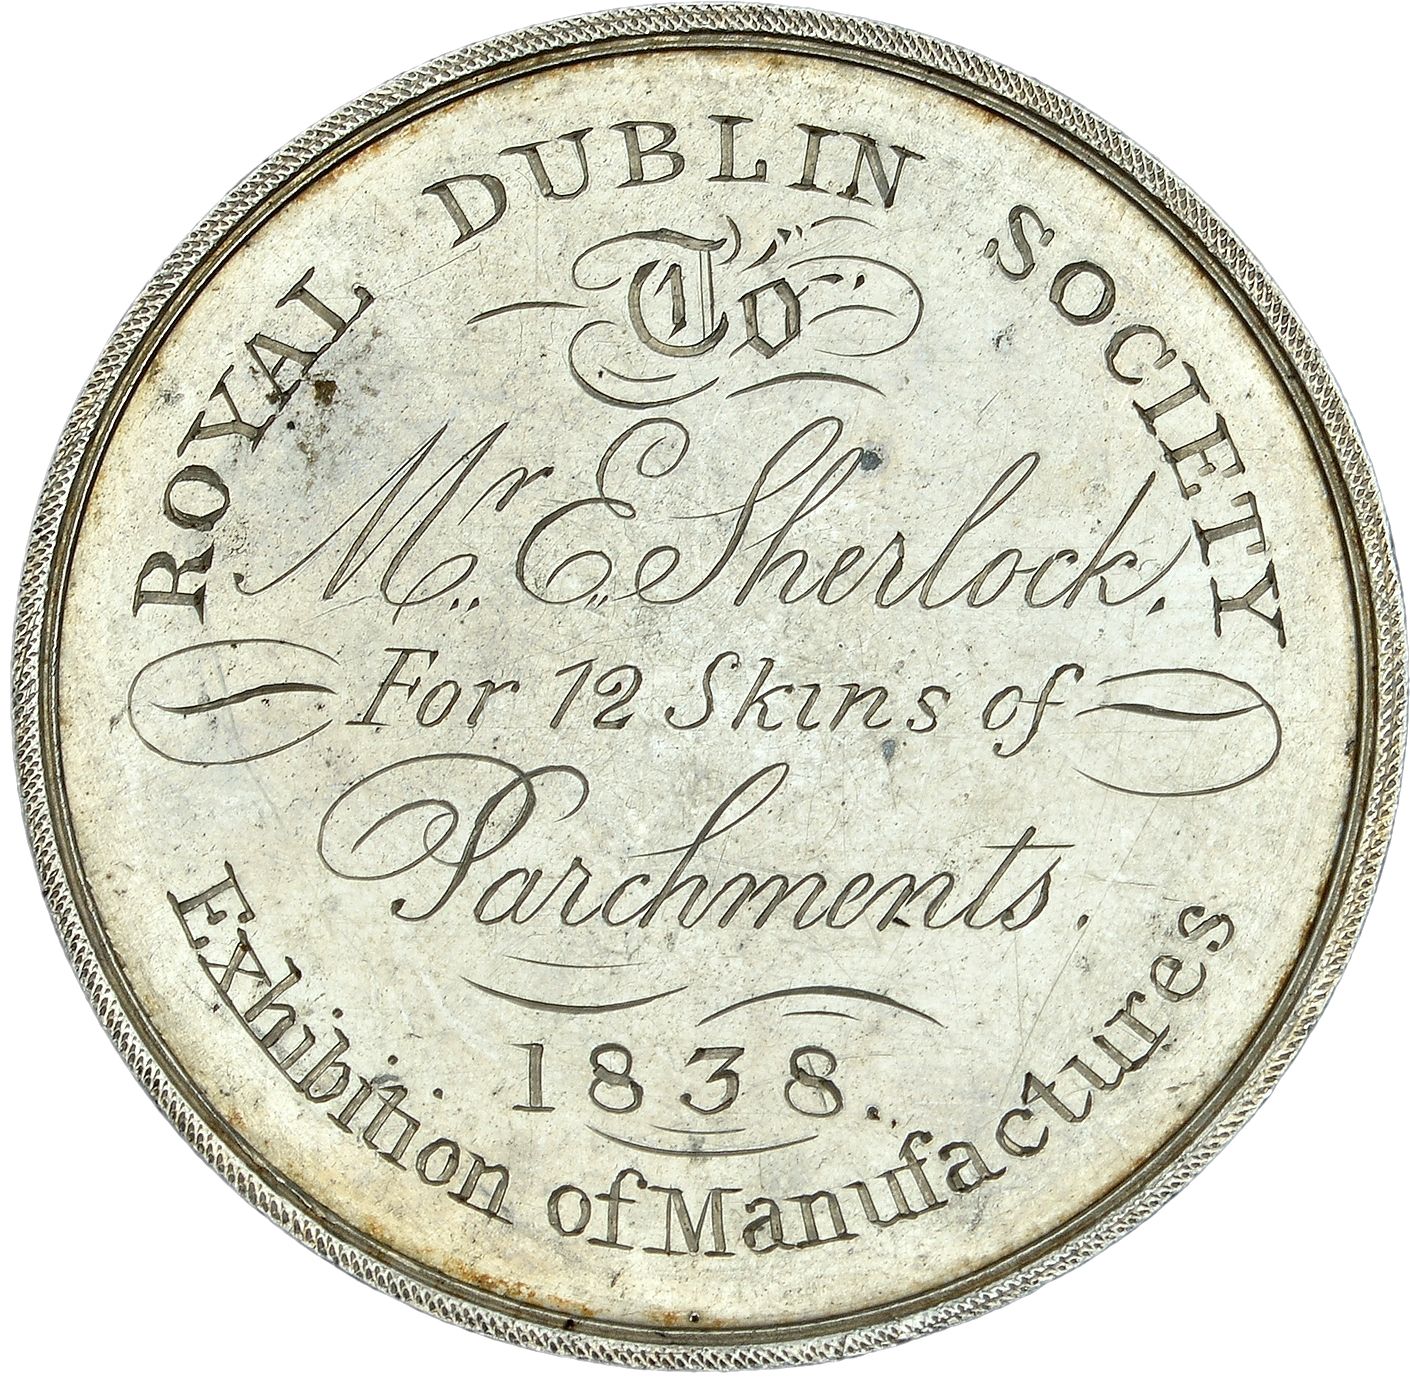 ROYAL DUBLIN SOCIETY
To
Mr. E. Sherlock.
For 12 Skins of
Parchments.
1838.
Exhibition of Manufactures